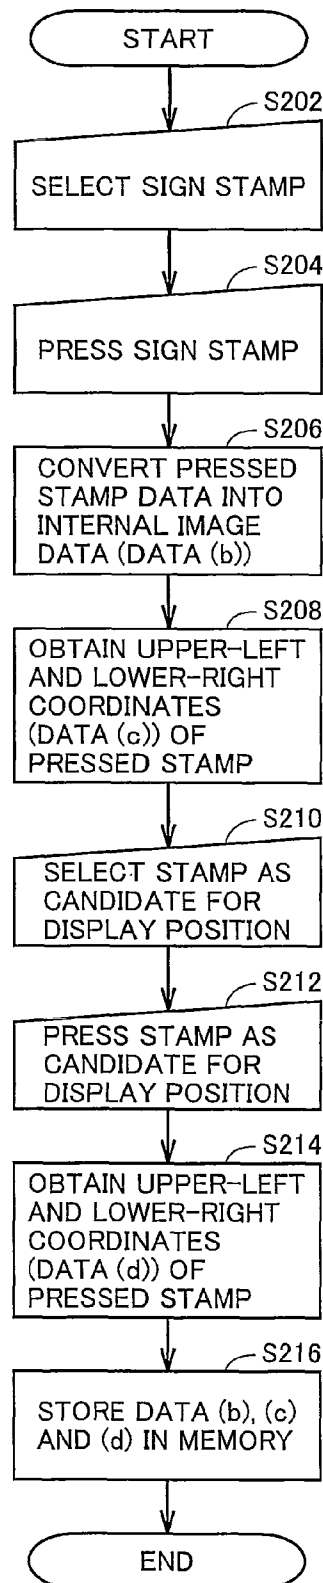 START
S202
SELECT SIGN STAMP
S204
PRESS SIGN STAMP
S206
CONVERT PRESSED
STAMP DATA INTO
INTERNAL IMAGE
DATA (DATA (b))
S208
OBTAIN UPPER-LEFT
AND LOWER-RIGHT
COORDINATES
(DATA (c)) OF
PRESSED STAMP
S210
SELECT STAMP AS
CANDIDATE FOR
DISPLAY POSITION
S212
PRESS STAMP AS
CANDIDATE FOR
DISPLAY POSITION
S214
OBTAIN UPPER-LEFT
AND LOWER-RIGHT
COORDINATES
(DATA (d)) OF
PRESSED STAMP
S216
STORE DATA (b), (c)
AND (d) IN MEMORY
END